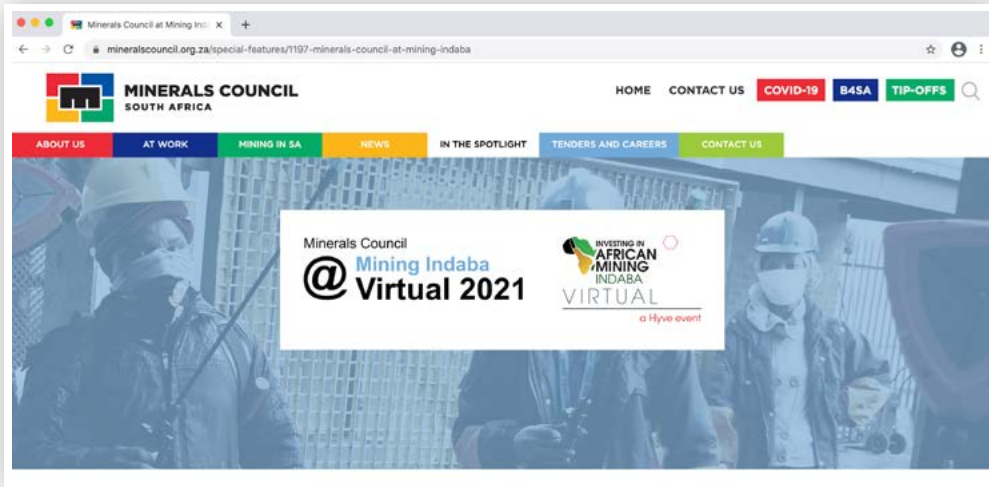 Minerals Council at Mining Ind
mineralscouncil.org.za/special-features/1197-minerals-council-at-mining-indaba
MINERALS COUNCIL
SOUTH AFRICA
HOME CONTACT US COVID-19 B4SA TIP-OFFS
ABOUT US AT WORK MINING IN SA NEWS IN THE SPOTLIGHT TENDERS AND CAREERS CONTACT US
Minerals Council
@ Mining Indaba
Virtual 2021
INVESTING IN
AFRICAN
MINING
INDABA
VIRTUAL
a Hyve event